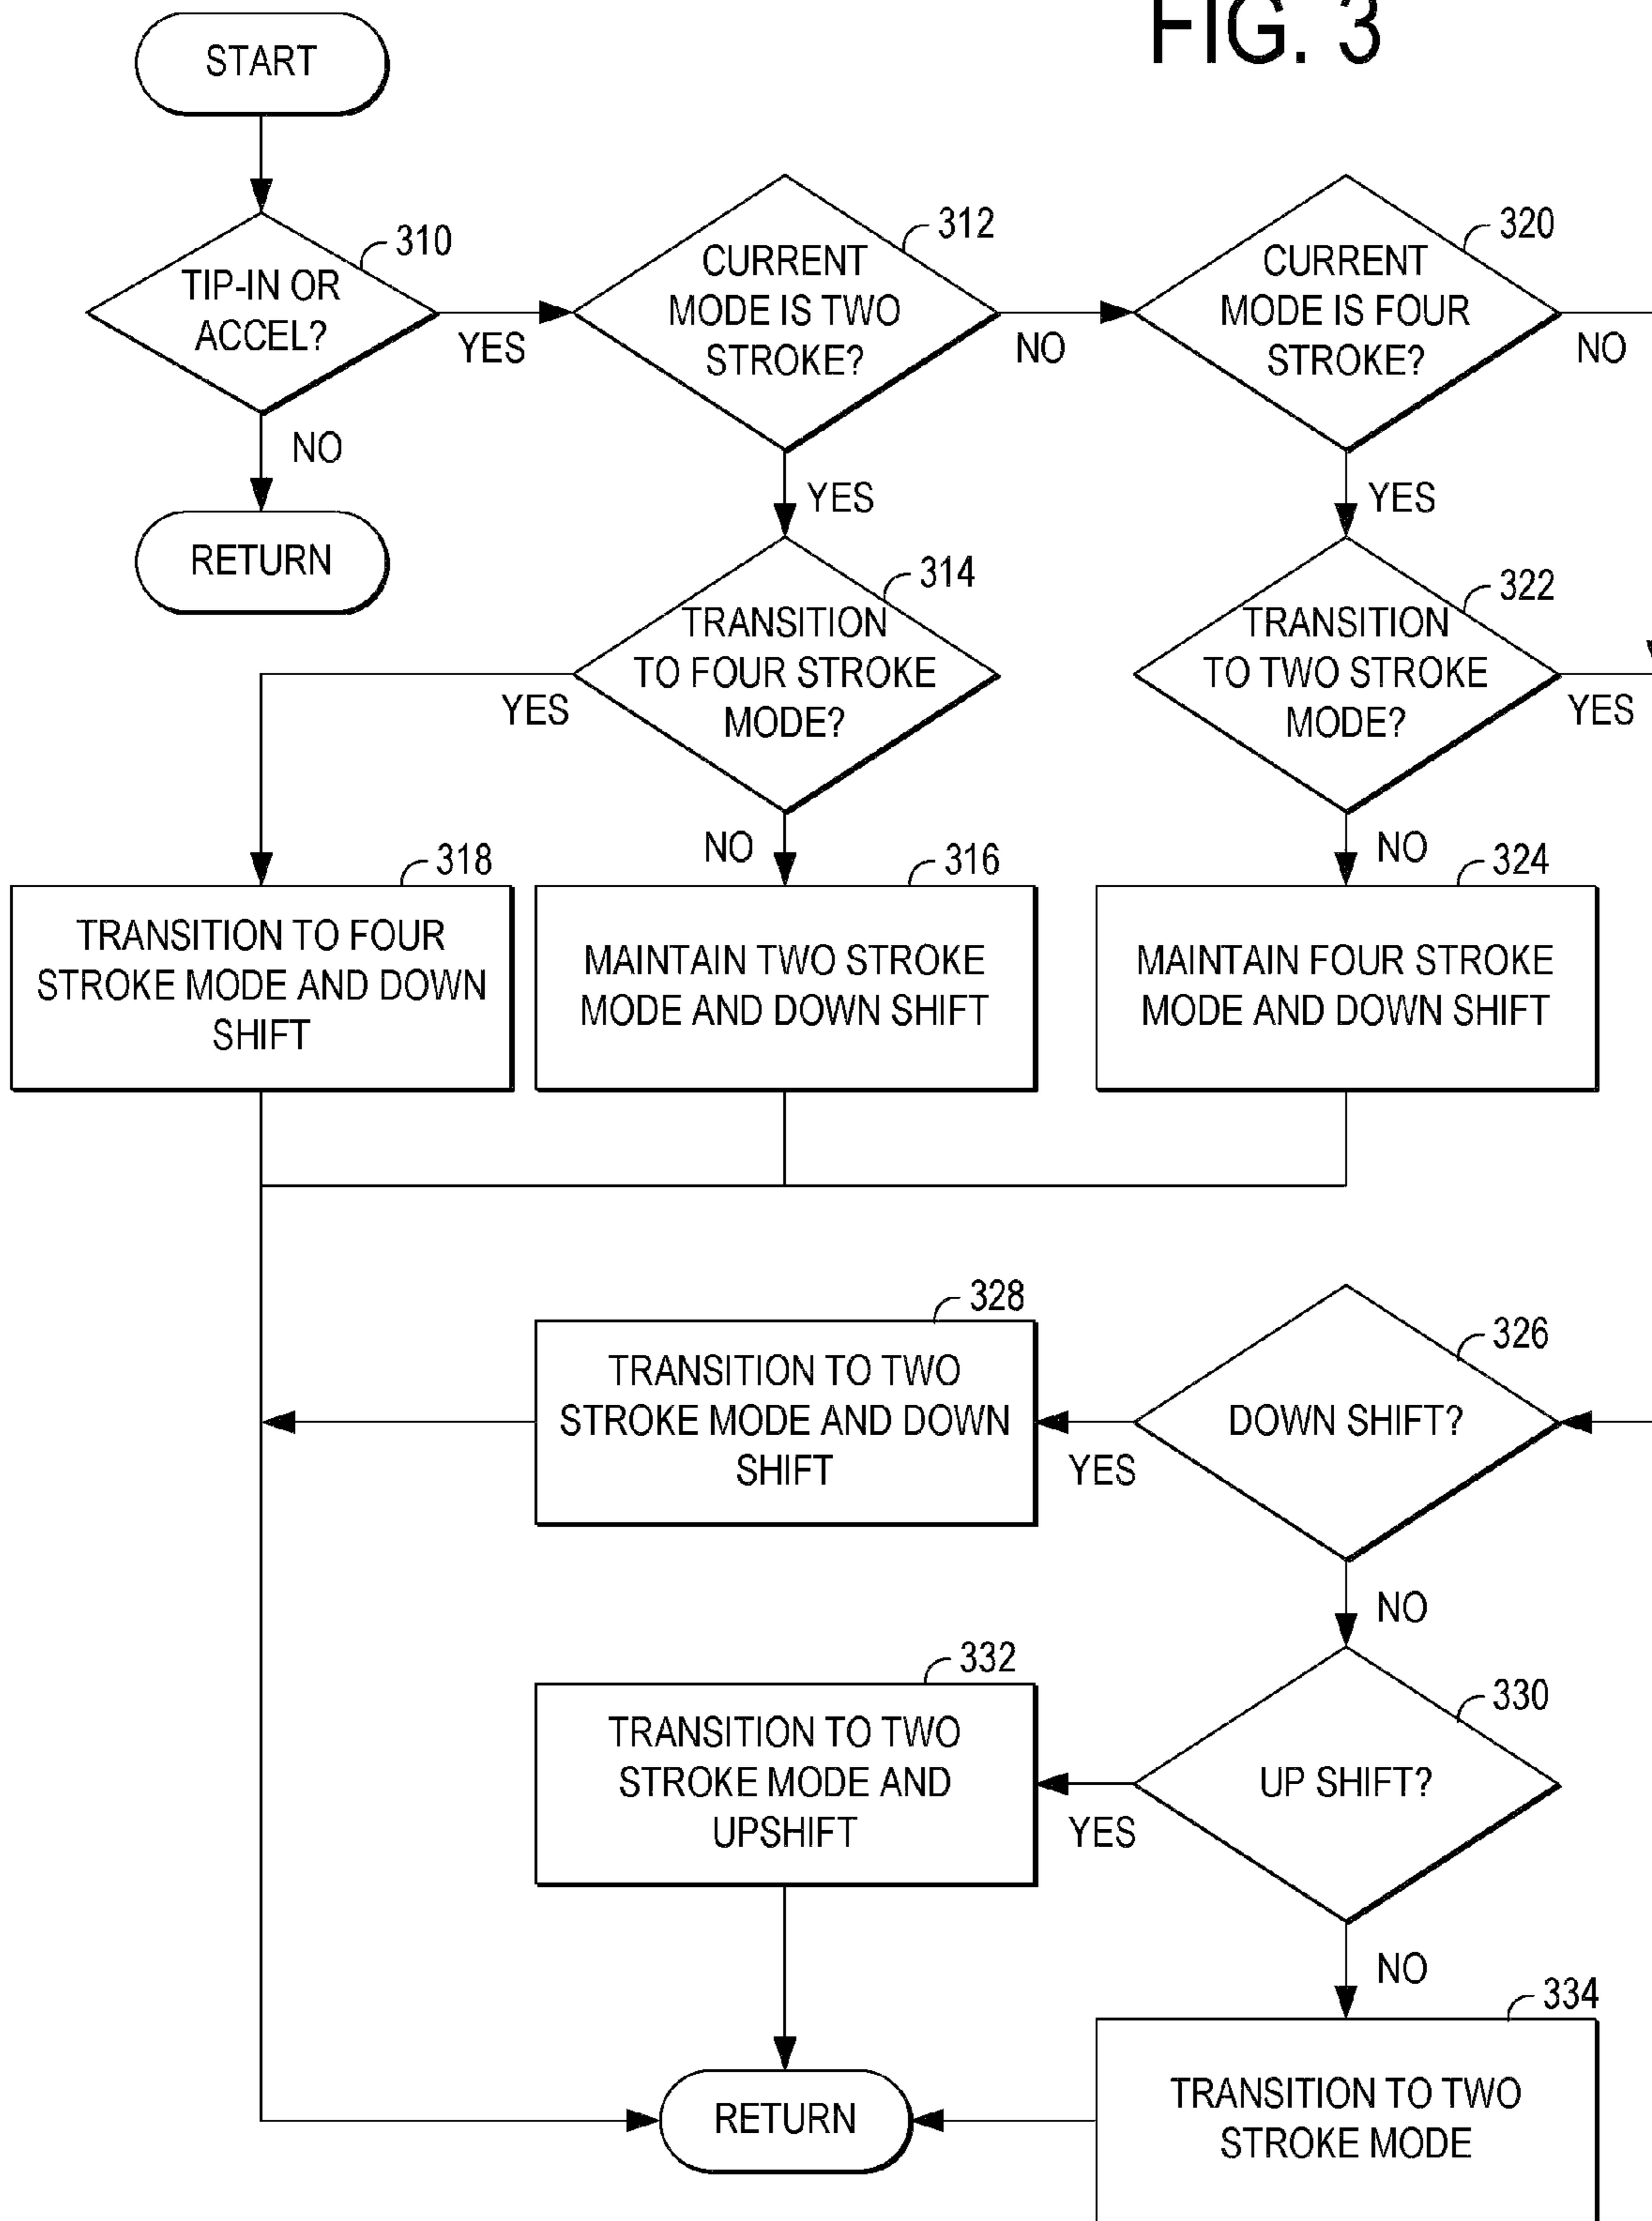 FIG. 3
START
310
TIP-IN OR
ACCEL?
YES
NO
RETURN
312
CURRENT
MODE IS TWO
STROKE?
NO
YES
320
CURRENT
MODE IS FOUR
STROKE?
NO
YES
314
TRANSITION
TO FOUR STROKE
MODE?
YES
NO
322
TRANSITION
TO TWO STROKE
MODE?
YES
NO
318
TRANSITION TO FOUR
STROKE MODE AND DOWN
SHIFT
316
MAINTAIN TWO STROKE
MODE AND DOWN SHIFT
324
MAINTAIN FOUR STROKE
MODE AND DOWN SHIFT
328
TRANSITION TO TWO
STROKE MODE AND DOWN
SHIFT
326
DOWN SHIFT?
YES
NO
332
TRANSITION TO TWO
STROKE MODE AND
UPSHIFT
330
UP SHIFT?
YES
NO
334
TRANSITION TO TWO
STROKE MODE
RETURN